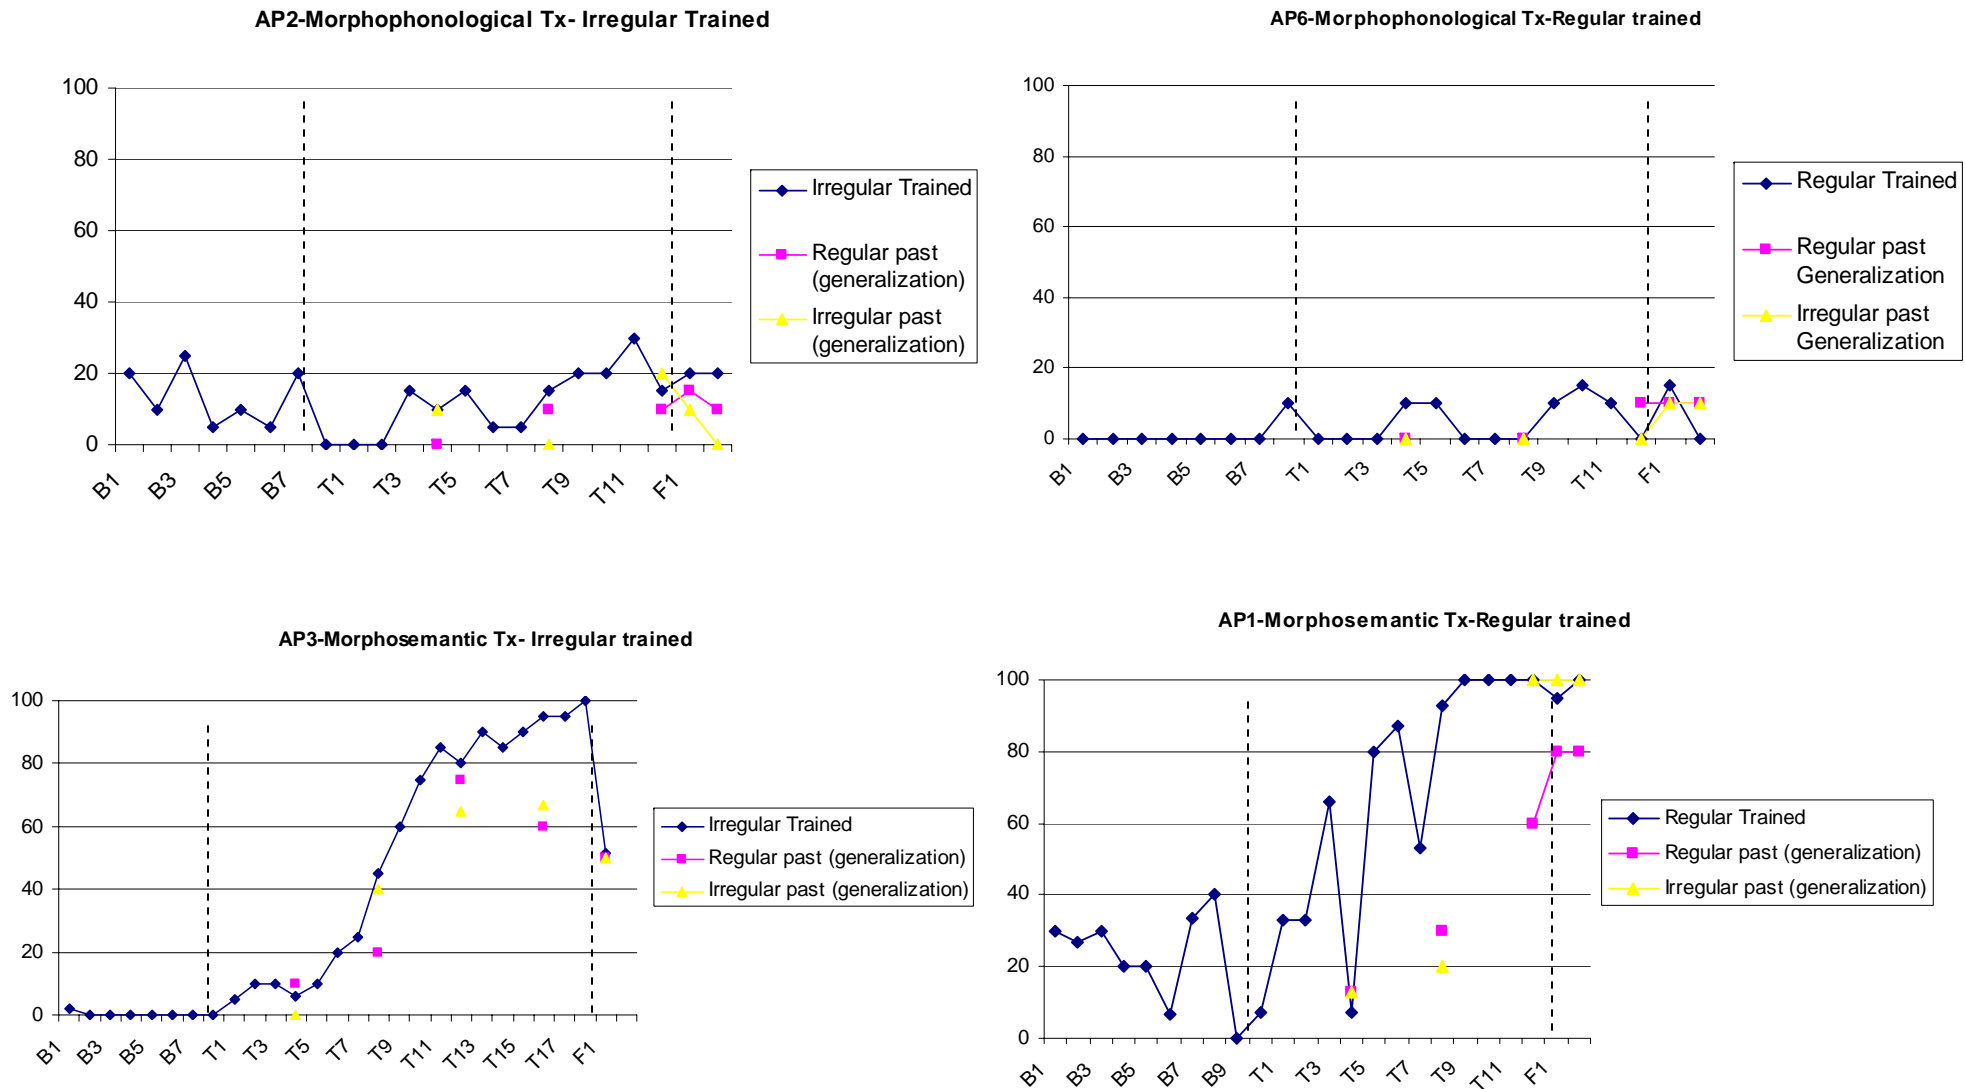 AP2-Morphophonological Tx- Irregular Trained
100
80
60
40
20
0
B1
B3
B5
B7
T1
T3
T5
T7
T9
T11
F1
Irregular Trained
Regular past
(generalization)
Irregular past
(generalization)
AP6-Morphophonological Tx-Regular trained
100
80
60
40
20
0
B1
B3
B5
B7
T1
T3
T5
T7
T9
T11
F1
Regular Trained
Regular past
Generalization
Irregular past
Generalization
AP3-Morphosemantic Tx- Irregular trained
100
80
60
40
20
0
B1
B3
B5
B7
T1
T3
T5
T7
T9
T11
T13
T15
T17
F1
Irregular Trained
Regular past (generalization)
Irregular past (generalization)
AP1-Morphosemantic Tx-Regular trained
100
80
60
40
20
0
B1
B3
B5
B7
B9
T1
T3
T5
T7
T9
T11
F1
Regular Trained
Regular past (generalization)
Irregular past (generalization)